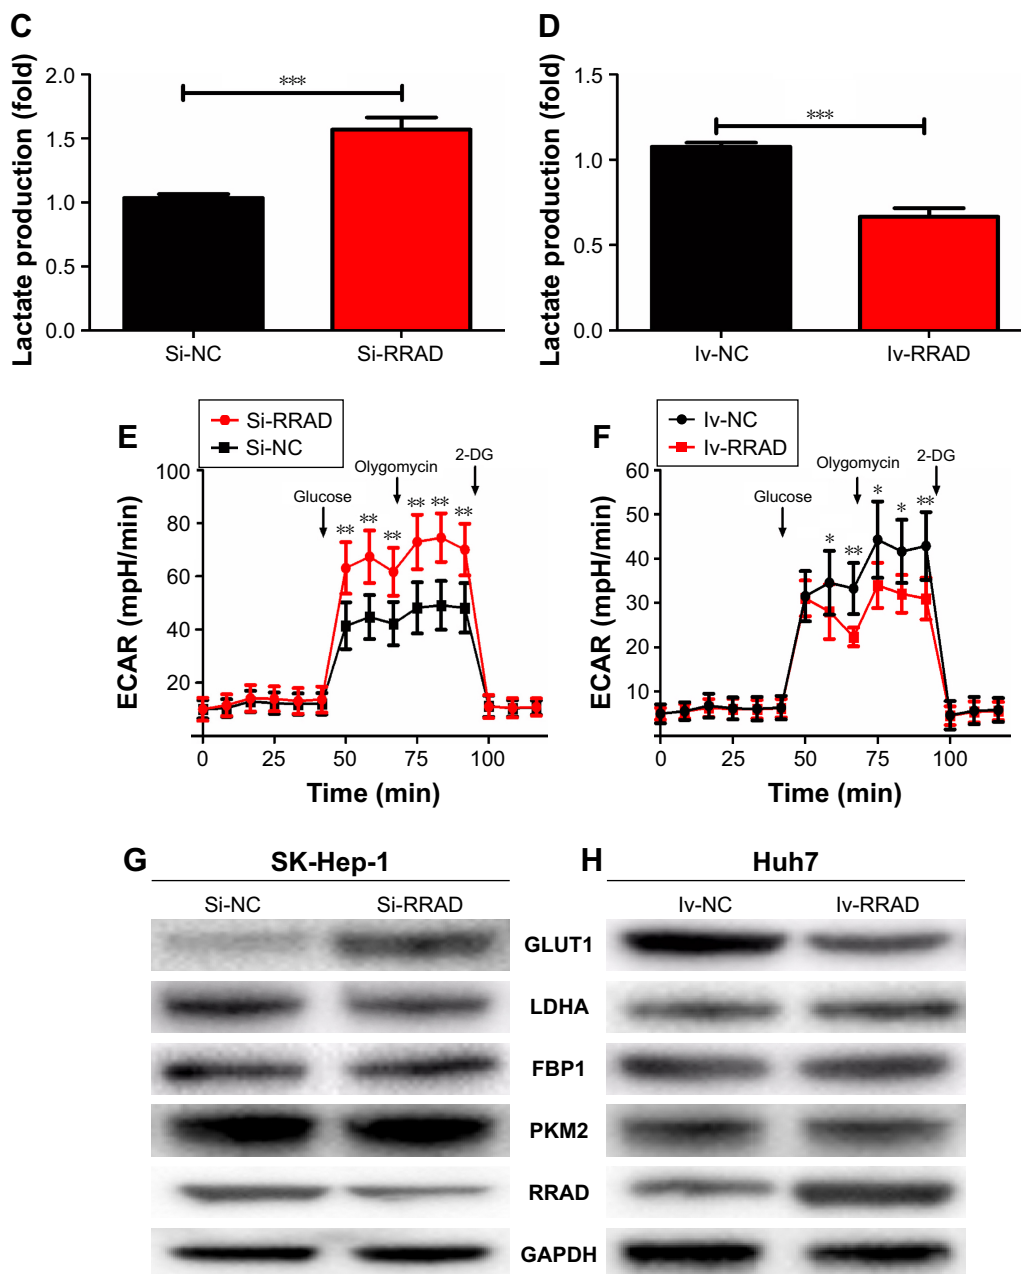 C
Lactate production (fold)
2.0
1.5
1.0
0.5
0.0
***
Si-NC
Si-RRAD
D
Lactate production (fold)
1.5
1.0
0.5
0.0
***
Iv-NC
Iv-RRAD
E
Si-RRAD
Si-NC
ECAR (mpH/min)
100
80
60
40
20
Glucose
Olygomycin
2-DG
** ** ** ** ** **
0 25 50 75 100
Time (min)
F
Iv-NC
Iv-RRAD
ECAR (mpH/min)
60
50
40
30
20
10
Glucose
Olygomycin
2-DG
* ** * * **
0 25 50 75 100
Time (min)
G
SK-Hep-1
Si-NC Si-RRAD
H
Huh7
Iv-NC Iv-RRAD
GLUT1
LDHA
FBP1
PKM2
RRAD
GAPDH